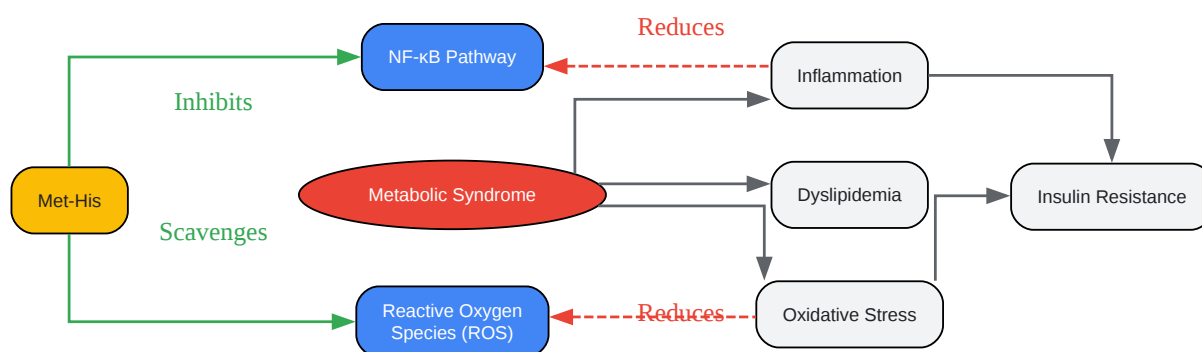 Reduces
NF-κB Pathway
Inflammation
Inhibits
Met-His
Metabolic Syndrome
Dyslipidemia
Insulin Resistance
Scavenges
Reactive Oxygen
Species (ROS)
Reduces
Oxidative Stress